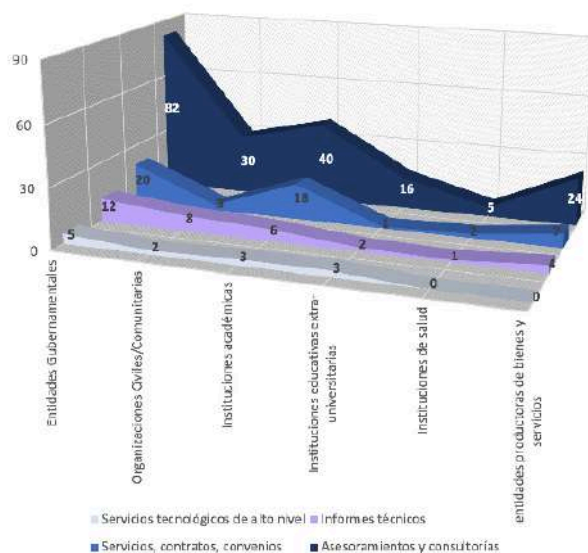 90
60
30
0
82
30
40
16
5
24
20
18
2
12
8
6
2
1
4
5
2
3
3
0
0
Entidades Gubernamentales
Organizaciones Civiles/Comunitarias
Instituciones académicas
Instituciones educativas extra-
universitarias
Instituciones de salud
entidades productoras de bienes y
servicios
Servicios tecnológicos de alto nivel
Informes técnicos
Servicios, contratos, convenios
Asesoramientos y consultorías